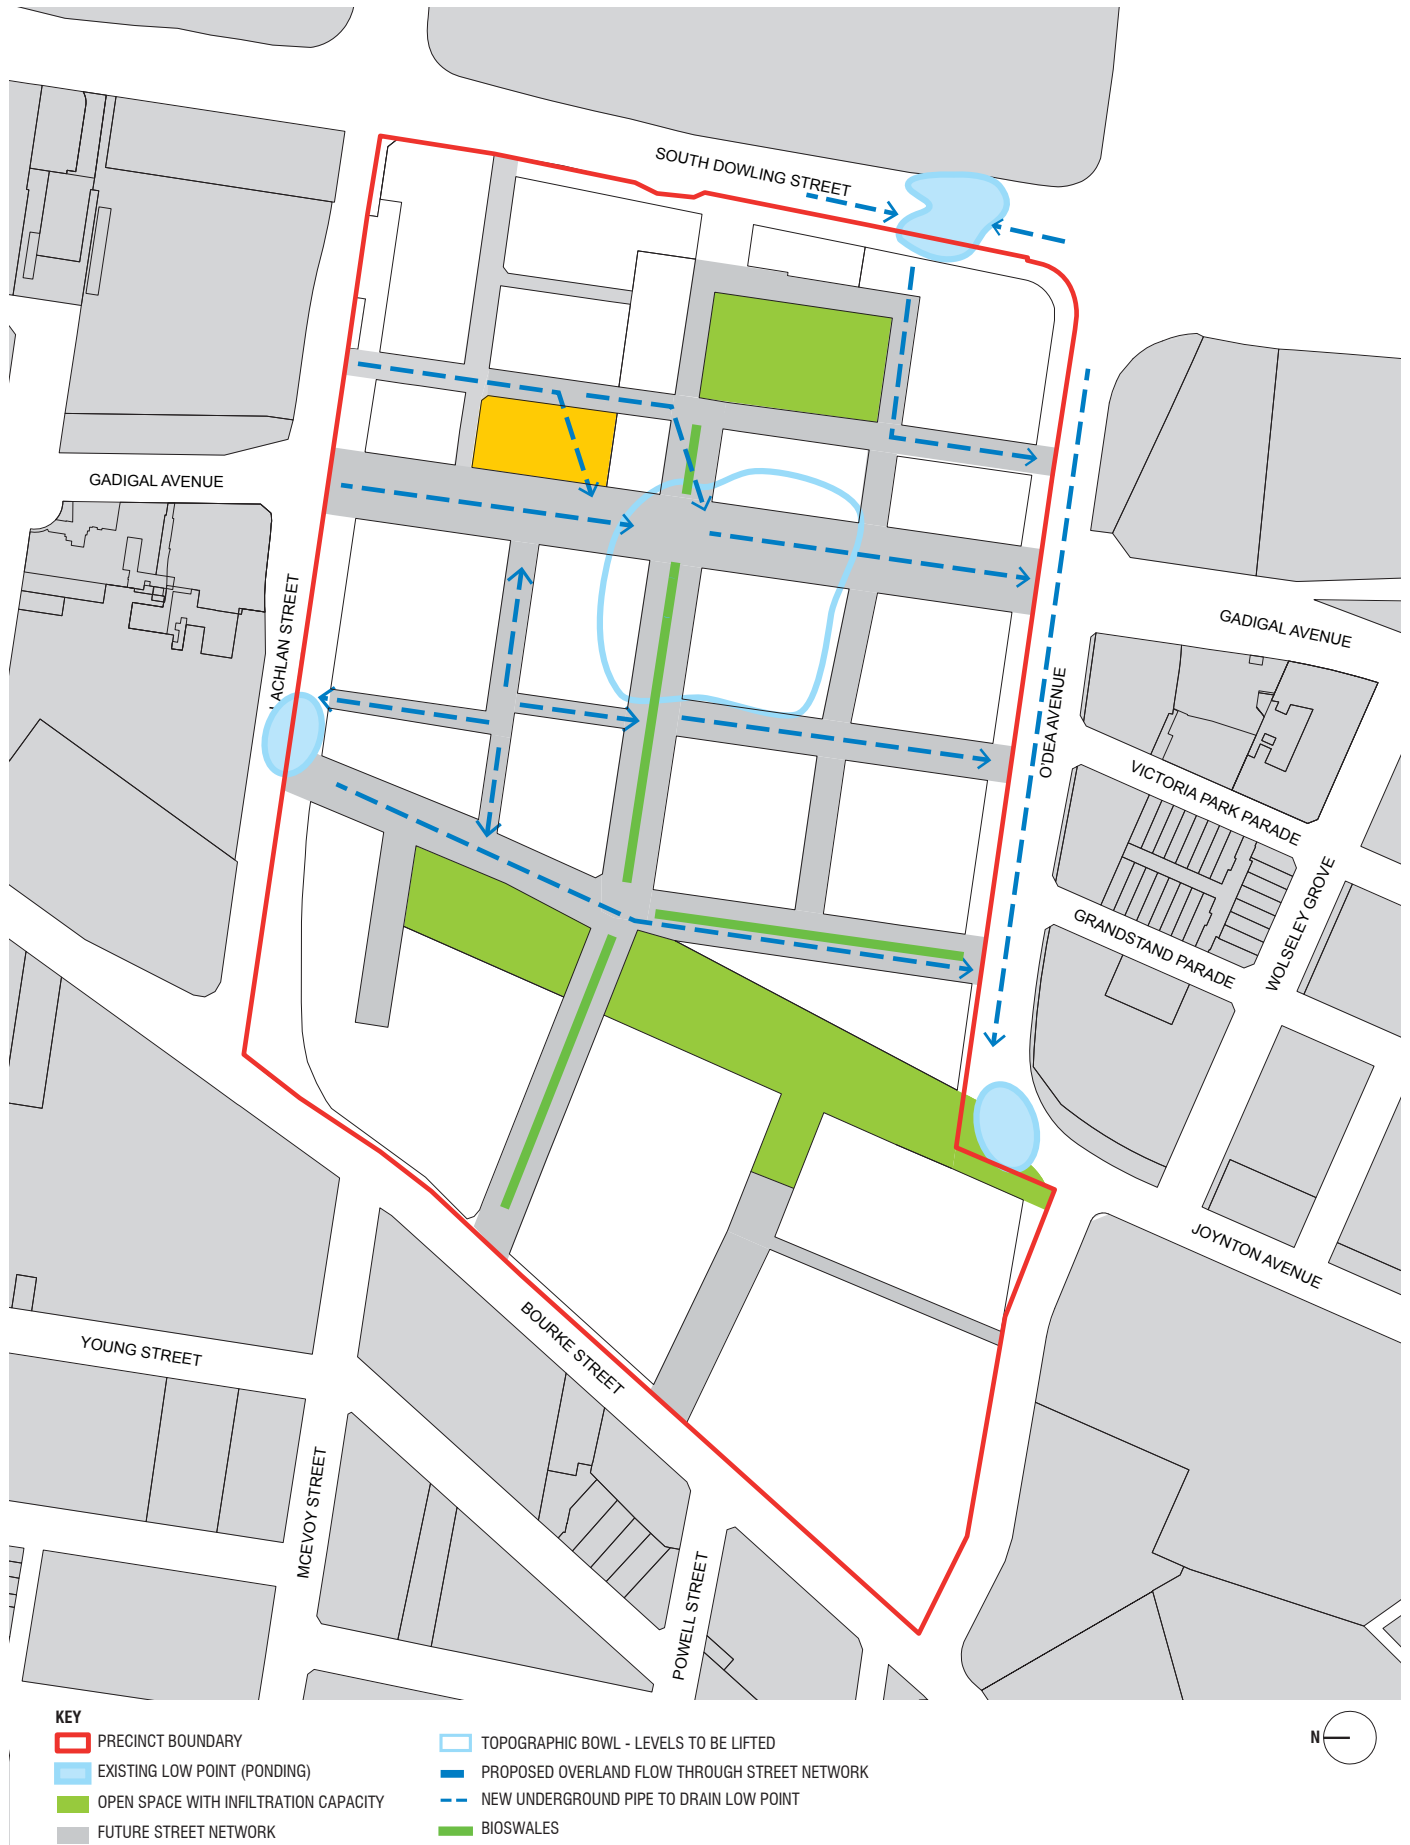 SOUTH DOWLING STREET
GADIGAL AVENUE
LACHLAN STREET
GADIGAL AVENUE
O'DEA AVENUE
VICTORIA PARK PARADE
WOLSELEY GROVE
GRANDSTAND PARADE
JOYNTON AVENUE
BOURKE STREET
YOUNG STREET
MCEVOY STREET
POWELL STREET
KEY
PRECINCT BOUNDARY
EXISTING LOW POINT (PONDING)
OPEN SPACE WITH INFILTRATION CAPACITY
FUTURE STREET NETWORK
TOPOGRAPHIC BOWL - LEVELS TO BE LIFTED
PROPOSED OVERLAND FLOW THROUGH STREET NETWORK
NEW UNDERGROUND PIPE TO DRAIN LOW POINT
BIOSWALES
N